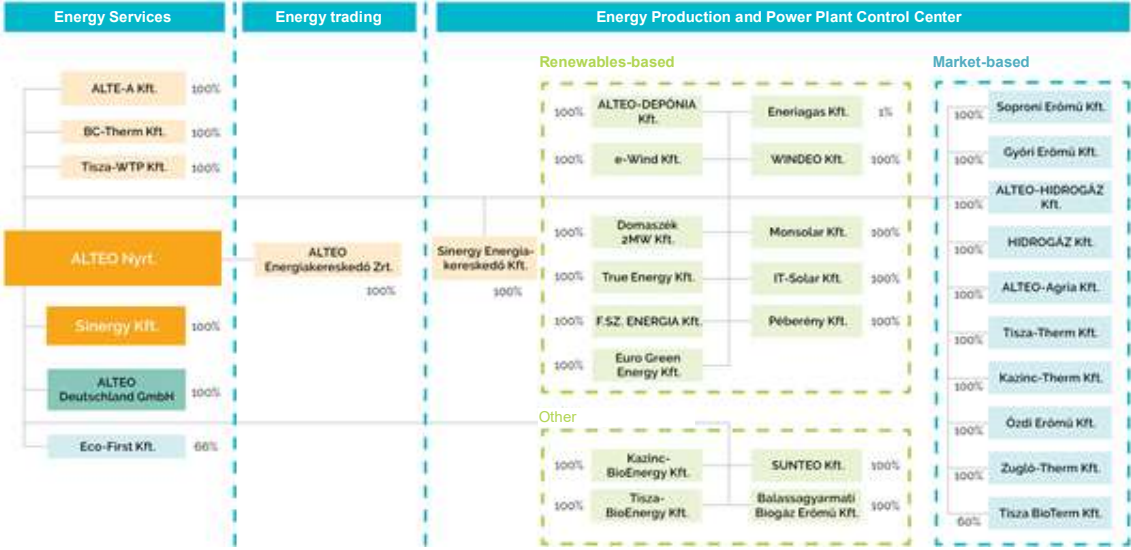 Energy Services
Energy trading
Energy Production and Power Plant Control Center
ALTE-A Kft.
100%
BC-Therm Kft.
100%
Tisza-WTP Kft.
100%
ALTEO Nyrt.
Sinergy Kft.
100%
ALTEO
Deutschland GmbH
100%
Eco-First Kft.
66%
ALTEO
Energiakereskedő Zrt.
100%
Sinergy Energia-
kereskedő Kft.
100%
Renewables-based
100%
ALTEO-DEPÓNIA
Kft.
Eneriagas Kft.
1%
100%
e-Wind Kft.
WINDEO Kft.
100%
100%
Domaszék
2MW Kft.
Monsolar Kft.
100%
100%
True Energy Kft.
IT-Solar Kft.
100%
100%
F.SZ. ENERGIA Kft.
Péberény Kft.
100%
100%
Euro Green
Energy Kft.
Other
100%
Kazinc-
BioEnergy Kft.
SUNTEO Kft.
100%
100%
Tisza-
BioEnergy Kft.
Balassagyarmati
Biogáz Erőmű Kft.
100%
Market-based
100%
Soproni Erőmű Kft.
100%
Győri Erőmű Kft.
100%
ALTEO-HIDROGÁZ
Kft.
100%
HIDROGÁZ Kft.
100%
ALTEO-Agria Kft.
100%
Tisza-Therm Kft.
100%
Kazinc-Therm Kft.
100%
Ózdi Erőmű Kft.
100%
Zugló-Therm Kft.
60%
Tisza BioTerm Kft.